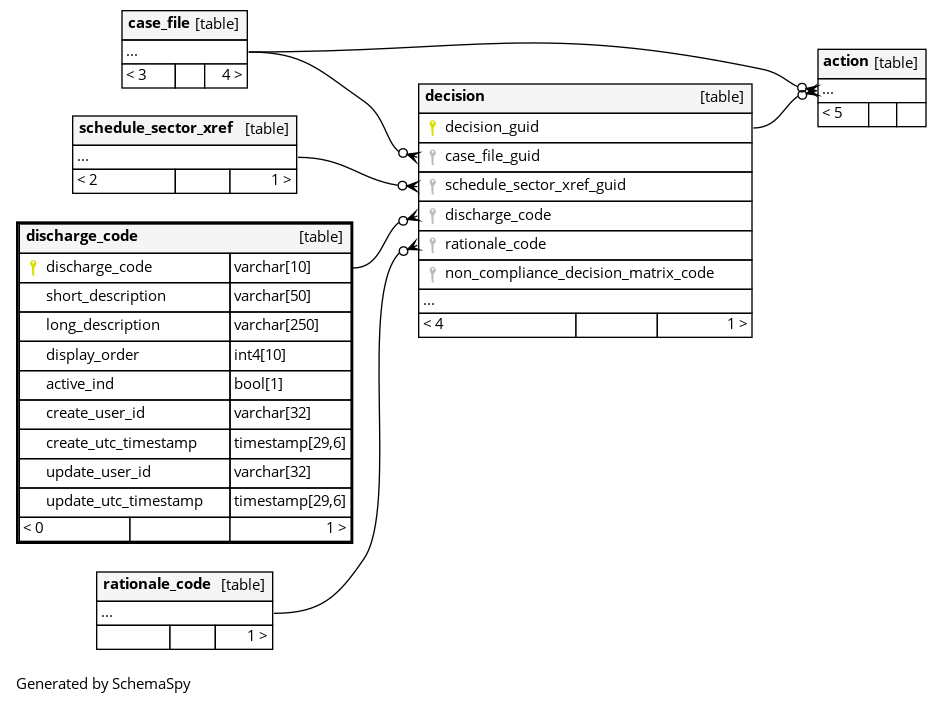 case_file [table]
...
< 3 4 >
schedule_sector_xref [table]
...
< 2 1 >
discharge_code [table]
discharge_code varchar[10]
short_description varchar[50]
long_description varchar[250]
display_order int4[10]
active_ind bool[1]
create_user_id varchar[32]
create_utc_timestamp timestamp[29,6]
update_user_id varchar[32]
update_utc_timestamp timestamp[29,6]
< 0 1 >
rationale_code [table]
...
1 >
decision [table]
decision_guid
case_file_guid
schedule_sector_xref_guid
discharge_code
rationale_code
non_compliance_decision_matrix_code
...
< 4 1 >
action [table]
...
< 5
Generated by SchemaSpy